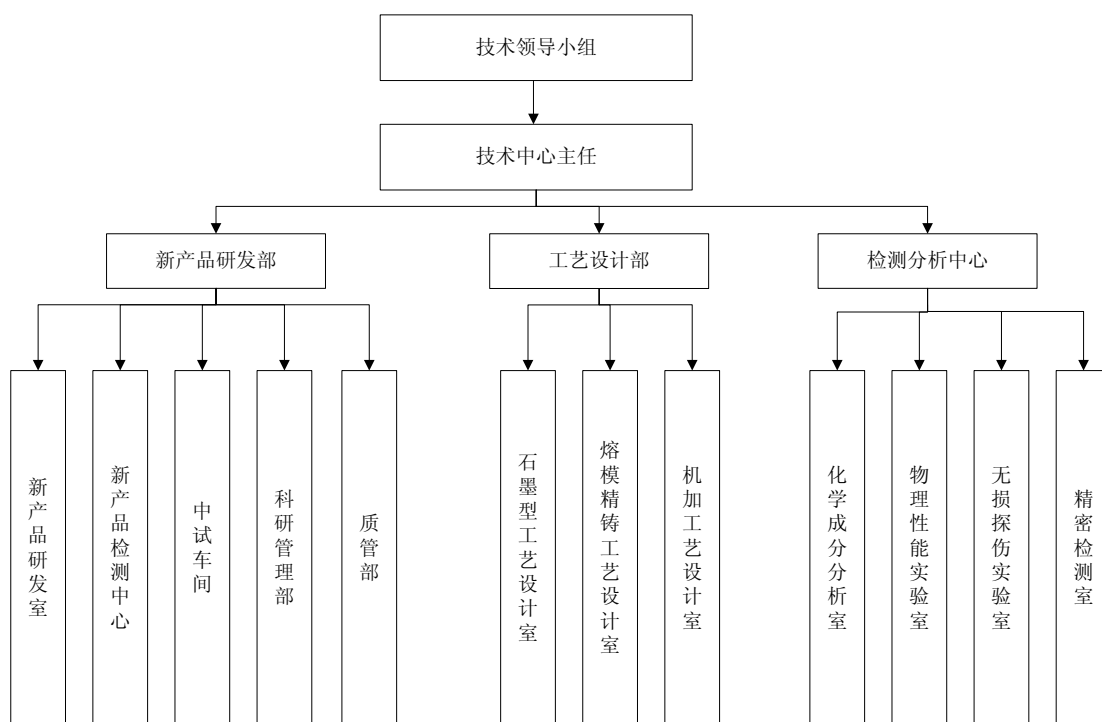 技术领导小组
技术中心主任
新产品研发部
工艺设计部
检测分析中心
新产品研发室
新产品检测中心
中试车间
科研管理部
质管部
石墨型工艺设计室
熔模精铸工艺设计室
机加工艺设计室
化学成分分析室
物理性能实验室
无损探伤实验室
精密检测室